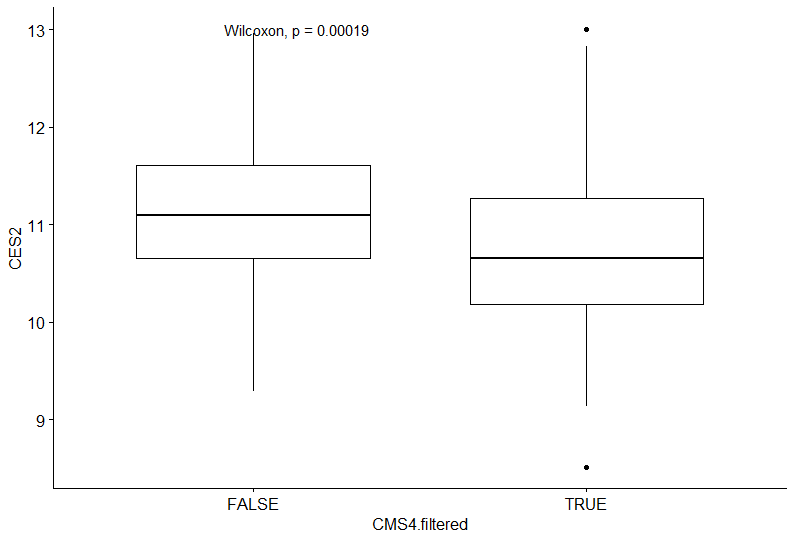 Wilcoxon, p = 0.00019
13
12
11
10
9
CES2
FALSE
TRUE
CMS4.filtered